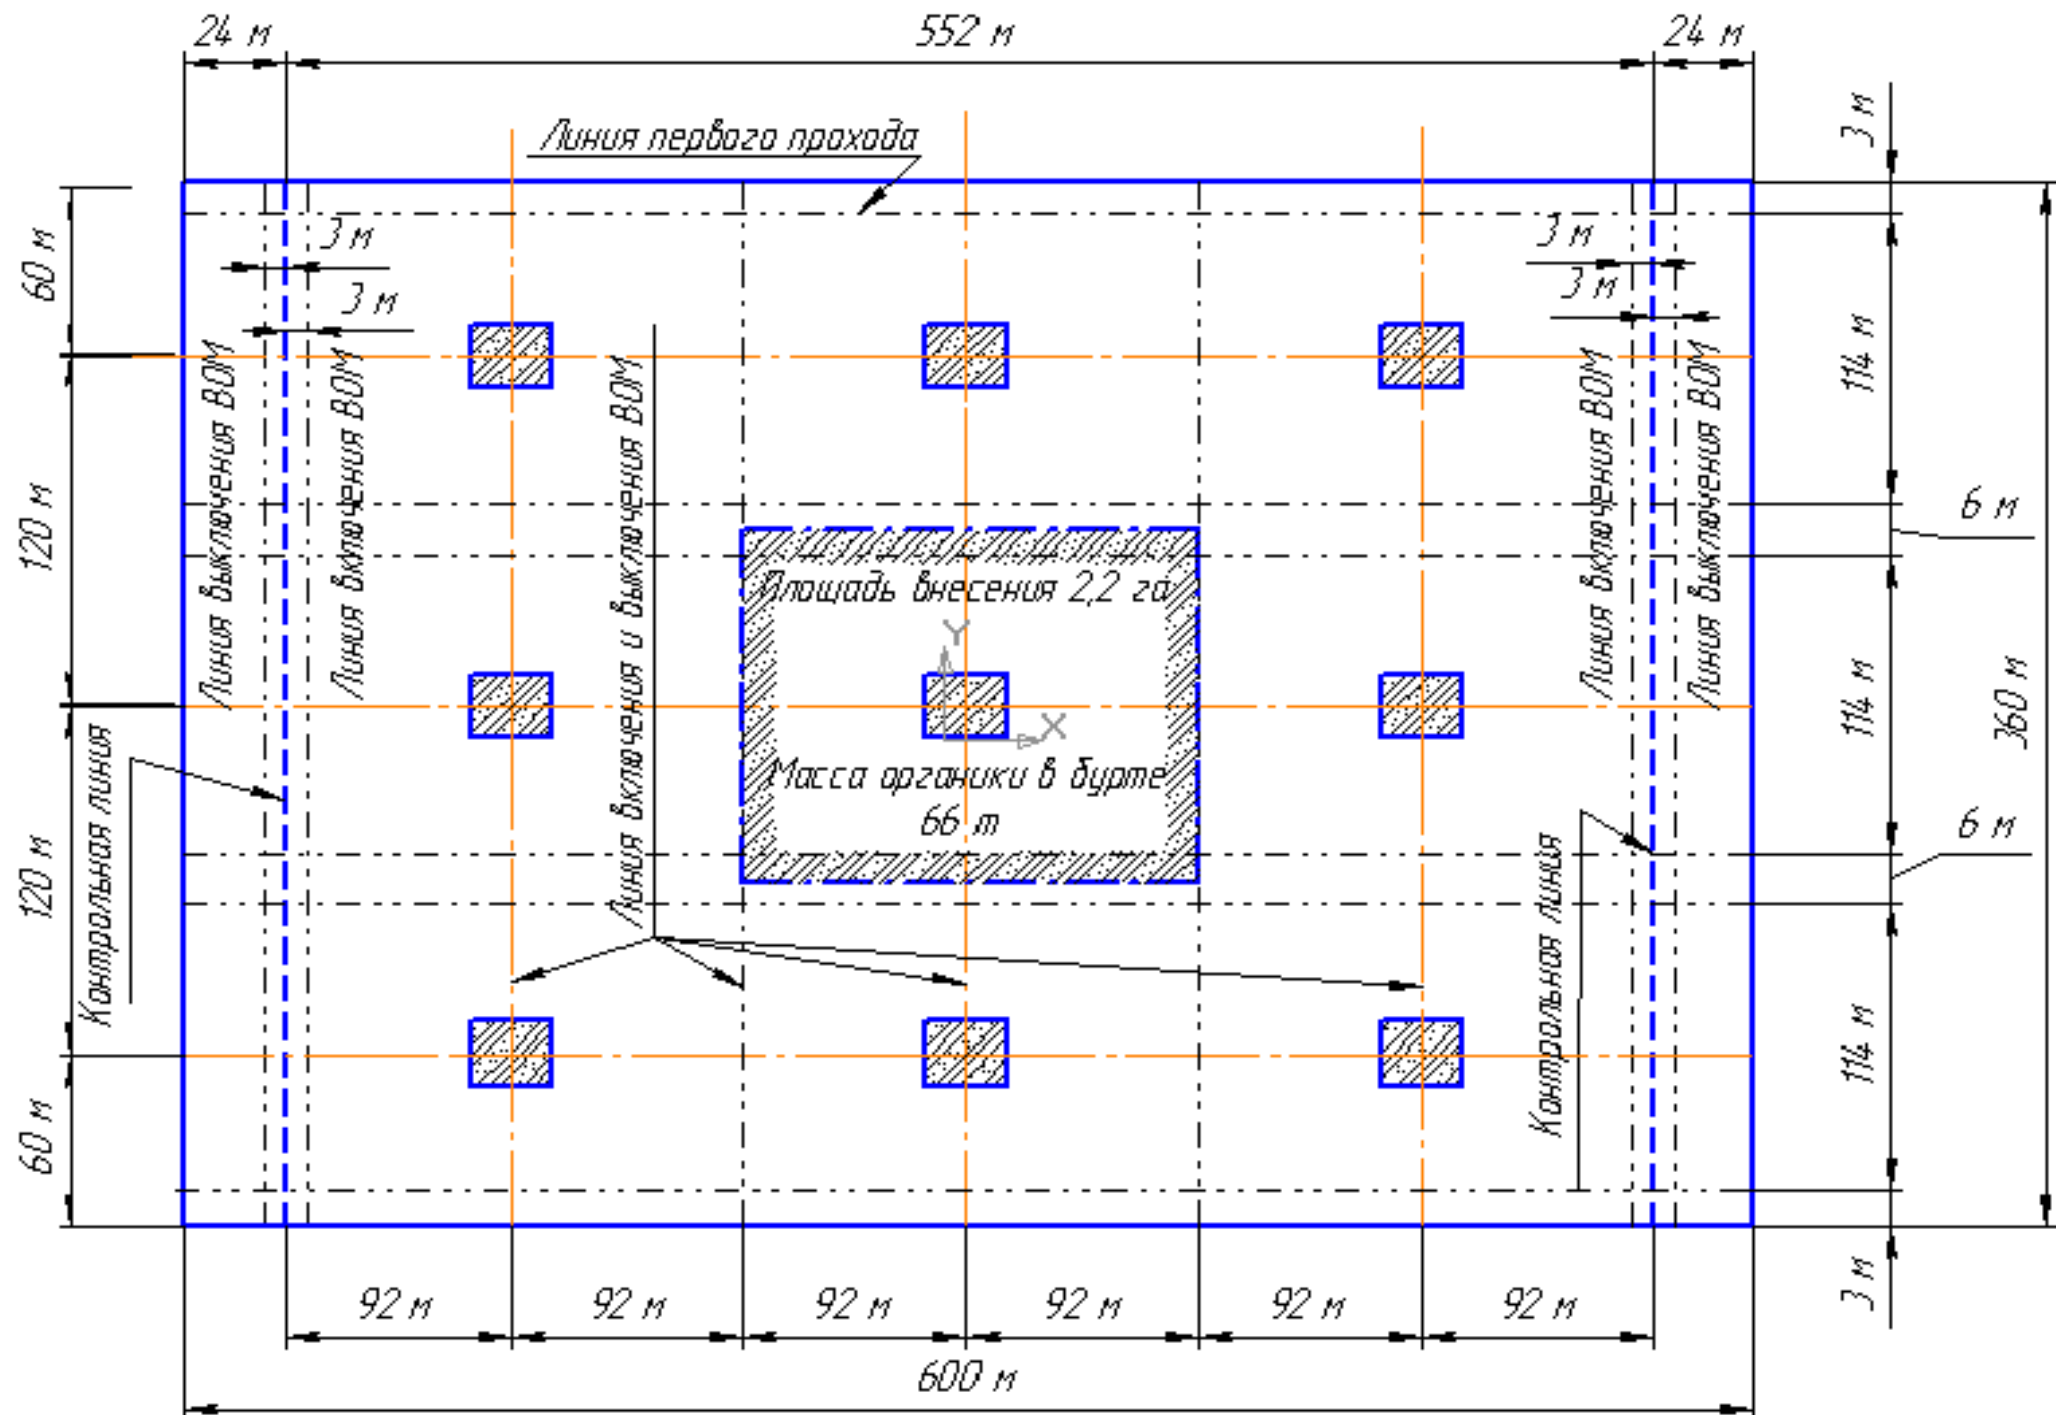 24 м
552 м
24 м
Линия первого прохода
3 м
60 м
3 м
3 м
3 м
3 м
Линия выключения ВОМ
Линия включения ВОМ
Линия включения и выключения ВОМ
Линия включения ВОМ
Линия выключения ВОМ
114 м
6 м
120 м
Площадь внесения 2,2 га
Y
X
114 м
360 м
Масса органики в бурте
66 т
6 м
Контрольная линия
120 м
Контрольная линия
114 м
60 м
3 м
92 м
92 м
92 м
92 м
92 м
92 м
600 м